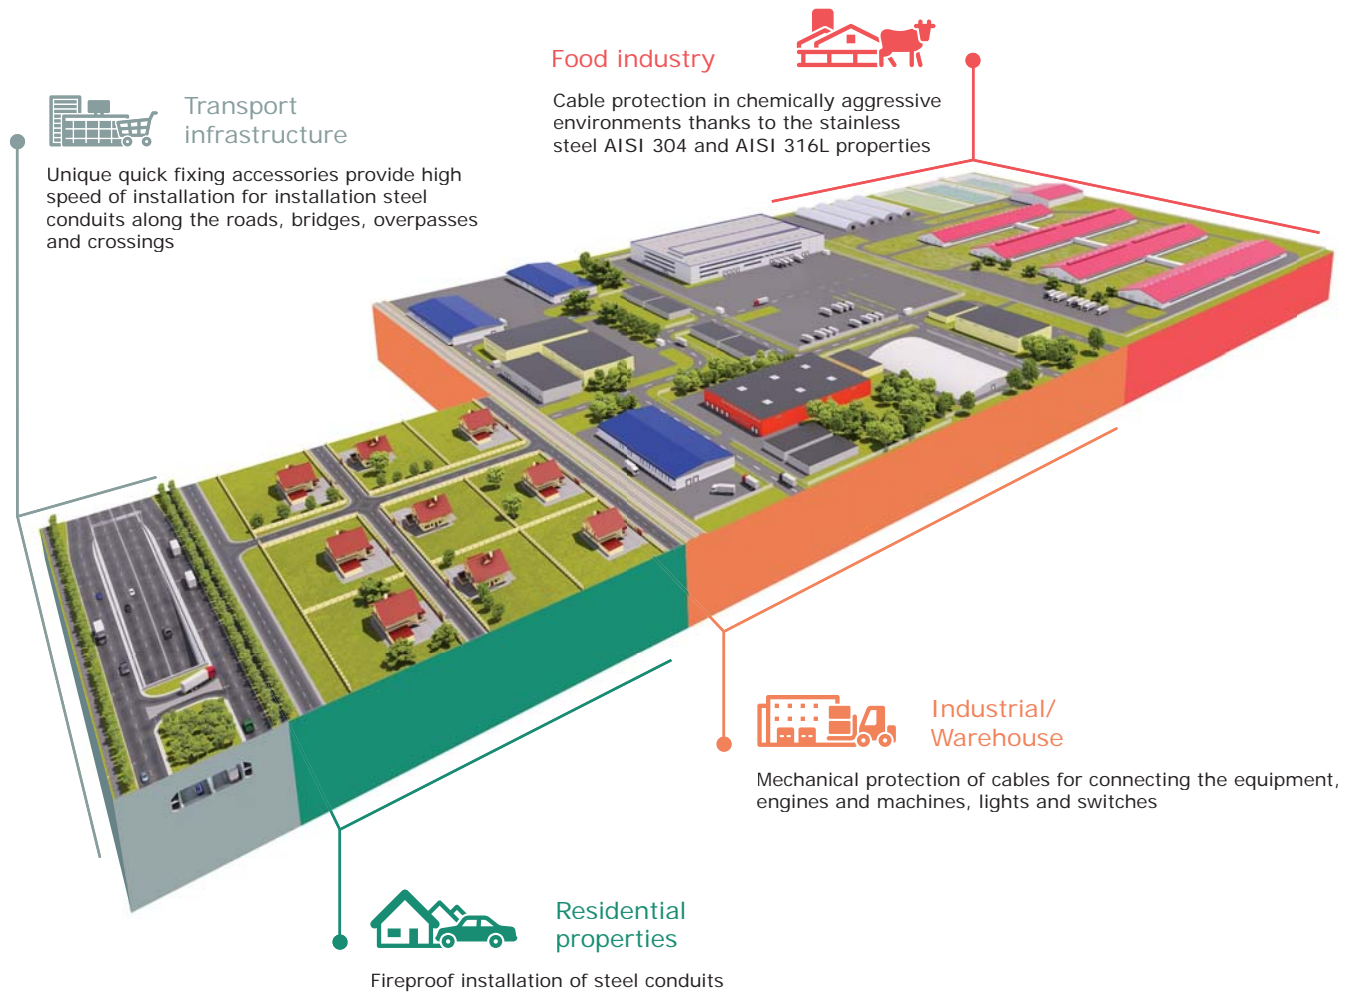 Food industry
Cable protection in chemically aggressive
environments thanks to the stainless
steel AISI 304 and AISI 316L properties
Transport
infrastructure
Unique quick fixing accessories provide high
speed of installation for installation steel
conduits along the roads, bridges, overpasses
and crossings
Industrial/
Warehouse
Mechanical protection of cables for connecting the equipment,
engines and machines, lights and switches
Residential
properties
Fireproof installation of steel conduits